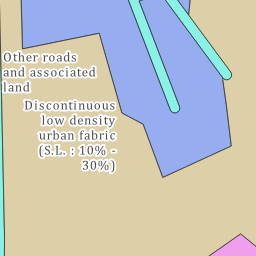 Other roads
and associated
land
Discontinuous
low density
urban fabric
(S.L. : 10% -
30%)